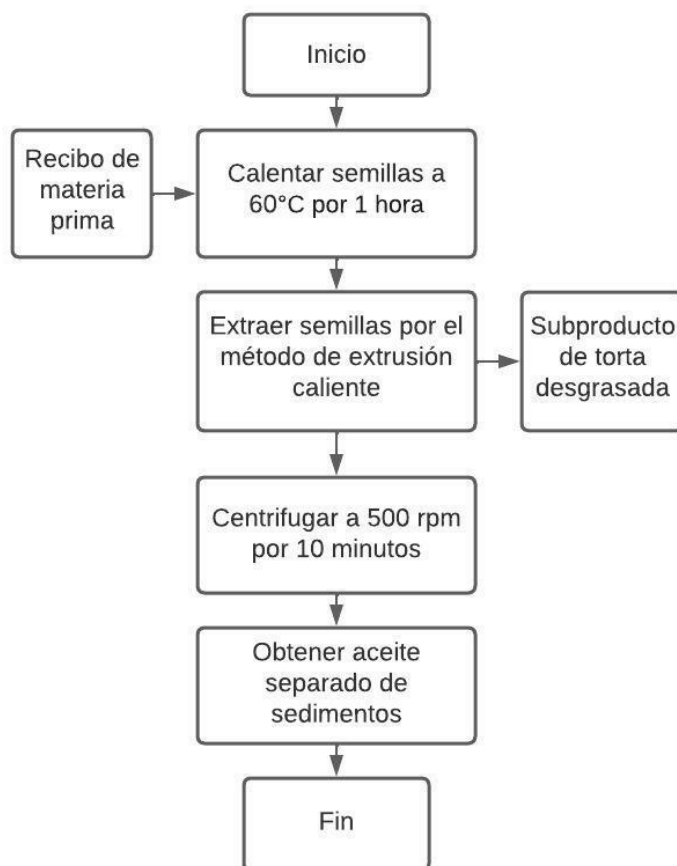 Inicio
Recibo de
materia
prima
Calentar semillas a
60°C por 1 hora
Extraer semillas por el
método de extrusión
caliente
Subproducto
de torta
desgrasada
Centrifugar a 500 rpm
por 10 minutos
Obtener aceite
separado de
sedimentos
Fin